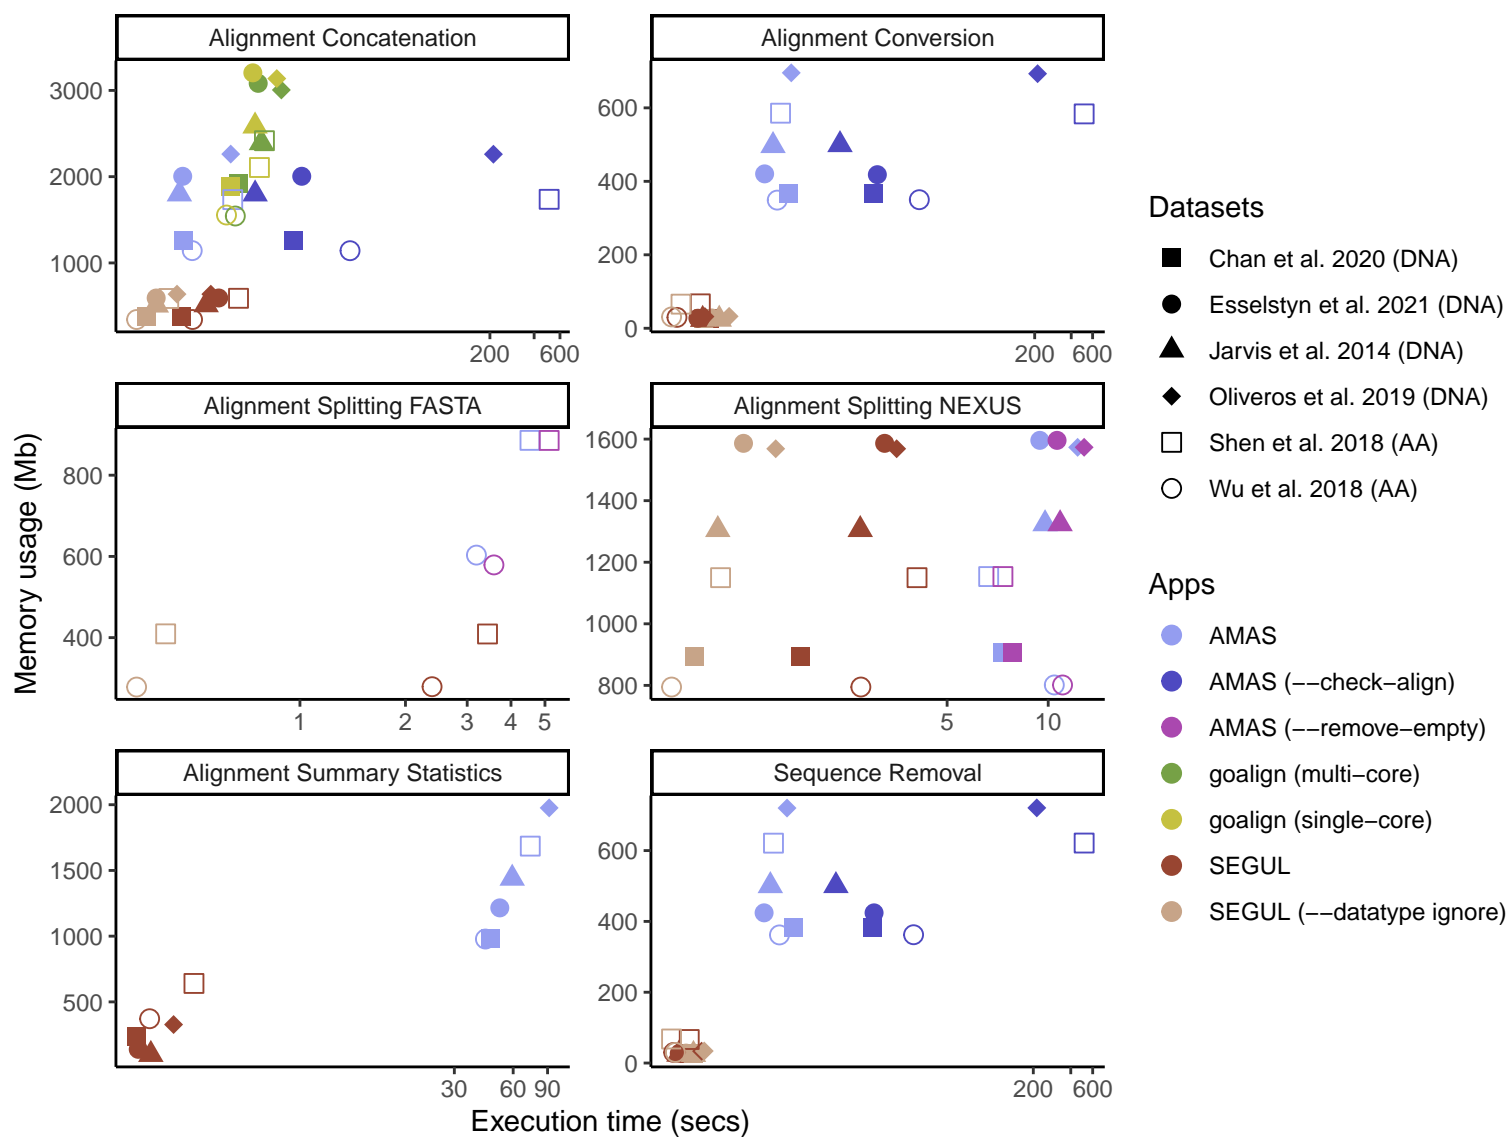 Alignment Concatenation
Alignment Conversion
3000
2000
1000
200 600
600
400
200
0
200 600
Alignment Splitting FASTA
Alignment Splitting NEXUS
800
600
400
1 2 3 4 5
1600
1400
1200
1000
800
5 10
Alignment Summary Statistics
Sequence Removal
2000
1500
1000
500
30 60 90
600
400
200
0
200 600
Memory usage (Mb)
Execution time (secs)
Datasets
Chan et al. 2020 (DNA)
Esselstyn et al. 2021 (DNA)
Jarvis et al. 2014 (DNA)
Oliveros et al. 2019 (DNA)
Shen et al. 2018 (AA)
Wu et al. 2018 (AA)
Apps
AMAS
AMAS (−−check−align)
AMAS (−−remove−empty)
goalign (multi−core)
goalign (single−core)
SEGUL
SEGUL (−−datatype ignore)